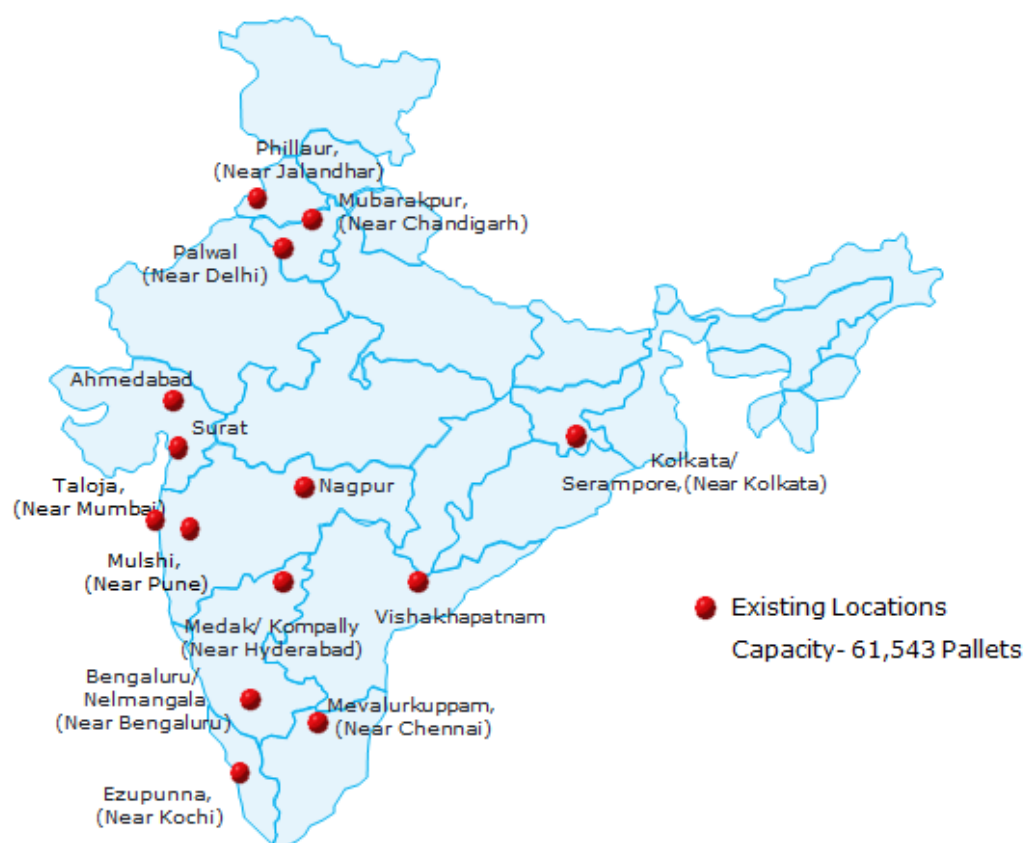 Phillaur,
(Near Jalandhar)
Mubarakpur,
(Near Chandigarh)
Palwal
(Near Delhi)
Ahmedabad
Surat
Taloja,
(Near Mumbai)
Nagpur
Kolkata/
Serampore,(Near Kolkata)
Mulshi,
(Near Pune)
Medak/ Kompally
(Near Hyderabad)
Vishakhapatnam
Existing Locations
Capacity- 61,543 Pallets
Bengaluru/
Nelmangala
(Near Bengaluru)
Mevalurkuppam,
(Near Chennai)
Ezupunna,
(Near Kochi)